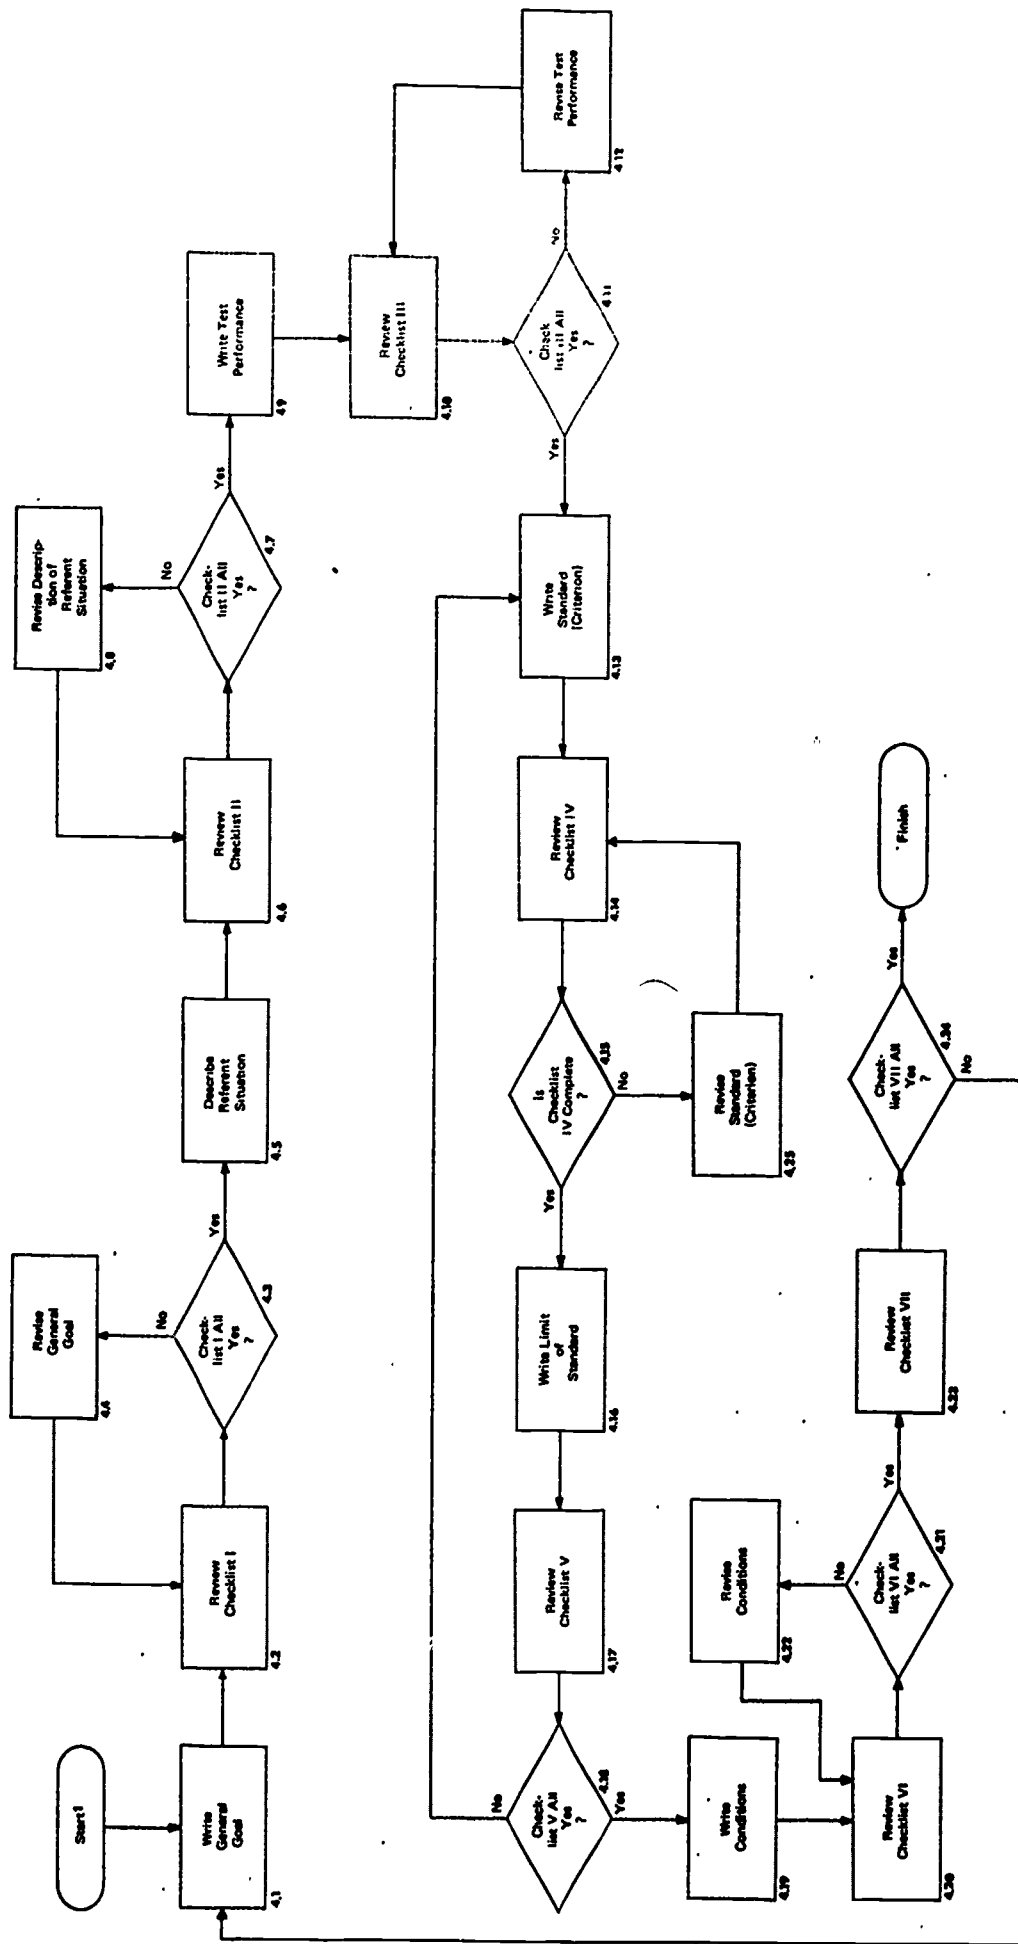 Start!
Write
General
Goal
4.1
Review
Checklist I
4.2
Check-
list I All
Yes
?
4.3
No
Yes
Revise
General
Goal
4.4
Describe
Referent
Situation
4.5
Review
Checklist II
4.6
Check-
list II All
Yes
?
4.7
No
Yes
Revise Descrip-
tion of
Referent
Situation
4.8
Write Test
Performance
4.9
Review
Checklist III
4.10
Check
list III All
Yes
?
4.11
No
Yes
Revise Test
Performance
4.12
Write
Standard
(Criterion)
4.13
Review
Checklist IV
4.14
Is
Checklist
IV Complete
?
4.15
No
Yes
Revise
Standard
(Criterion)
4.25
Write Limit
of
Standard
4.16
Review
Checklist V
4.17
Check-
list V All
Yes
?
4.18
No
Yes
Write
Conditions
4.19
Review
Checklist VI
4.20
Check-
list VI All
Yes
?
4.21
No
Yes
Revise
Conditions
4.22
Review
Checklist VII
4.23
Check-
list VII All
Yes
?
4.24
No
Yes
Finish